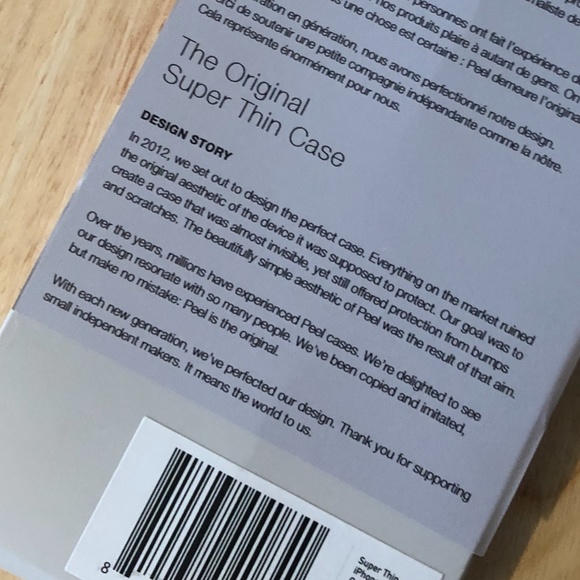 personnes ont fait l'expérience d
Nos produits plaire à autant de gens. O
une chose est certaine : Peel demeure l'origina
en génération, nous avons perfectionné notre design.
de soutenir une petite compagnie indépendante comme la nôtre.
Cela représente énormément pour nous.
The Original
Super Thin Case
DESIGN STORY
In 2012, we set out to design the perfect case. Everything on the market ruined
the original aesthetic of the device it was supposed to protect. Our goal was to
create a case that was almost invisible, yet still offered protection from bumps
and scratches. The beautifully simple aesthetic of Peel was the result of that aim.
Over the years, millions have experienced Peel cases. We're delighted to see
our design resonate with so many people. We've been copied and imitated,
but make no mistake: Peel is the original.
With each new generation, we've perfected our design. Thank you for supporting
small independent makers. It means the world to us.
8
Super Thin
iPhone